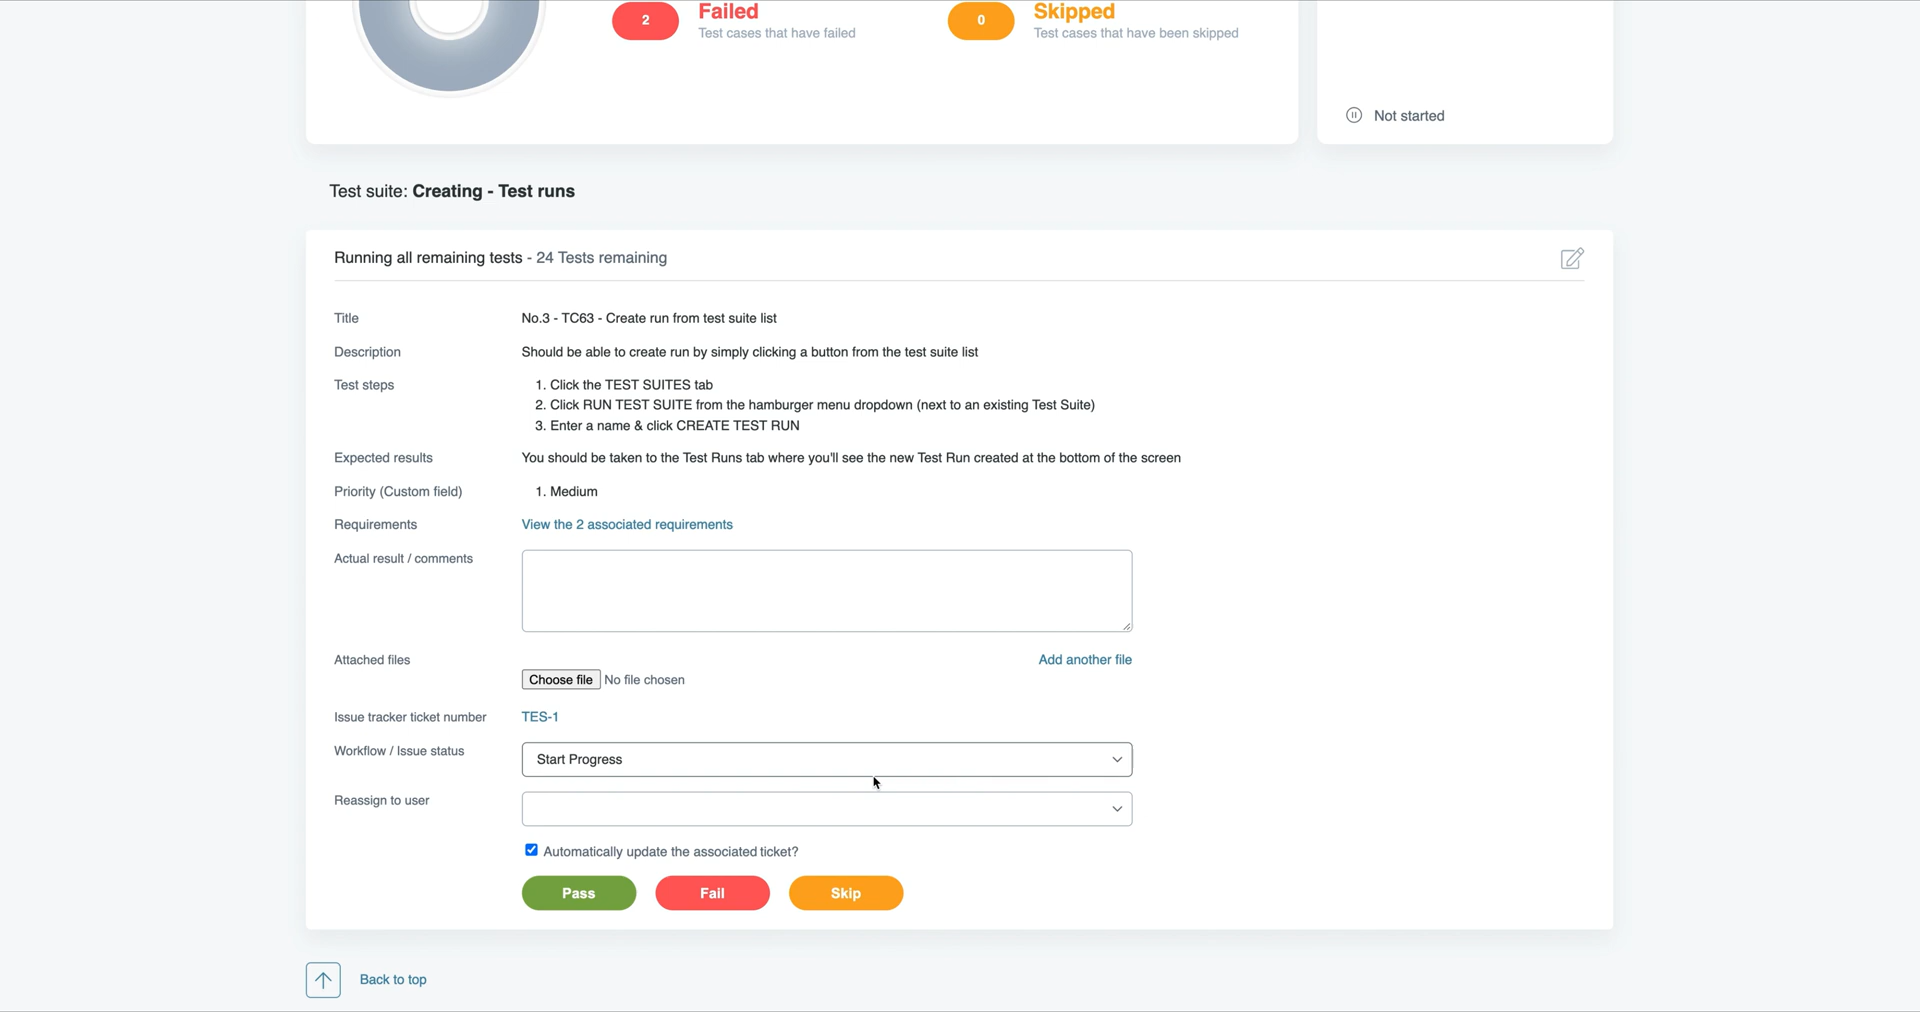 2
Failed
Test cases that have failed
0
Skipped
Test cases that have been skipped
Not started
Test suite: Creating - Test runs
Running all remaining tests - 24 Tests remaining
Title
No.3 - TC63 - Create run from test suite list
Description
Should be able to create run by simply clicking a button from the test suite list
Test steps
1. Click the TEST SUITES tab
2. Click RUN TEST SUITE from the hamburger menu dropdown (next to an existing Test Suite)
3. Enter a name & click CREATE TEST RUN
Expected results
You should be taken to the Test Runs tab where you'll see the new Test Run created at the bottom of the screen
Priority (Custom field)
1. Medium
Requirements
View the 2 associated requirements
Actual result / comments
Attached files
Add another file
Choose file No file chosen
Issue tracker ticket number
TES-1
Workflow / Issue status
Start Progress
Reassign to user
Automatically update the associated ticket?
Pass
Fail
Skip
Back to top